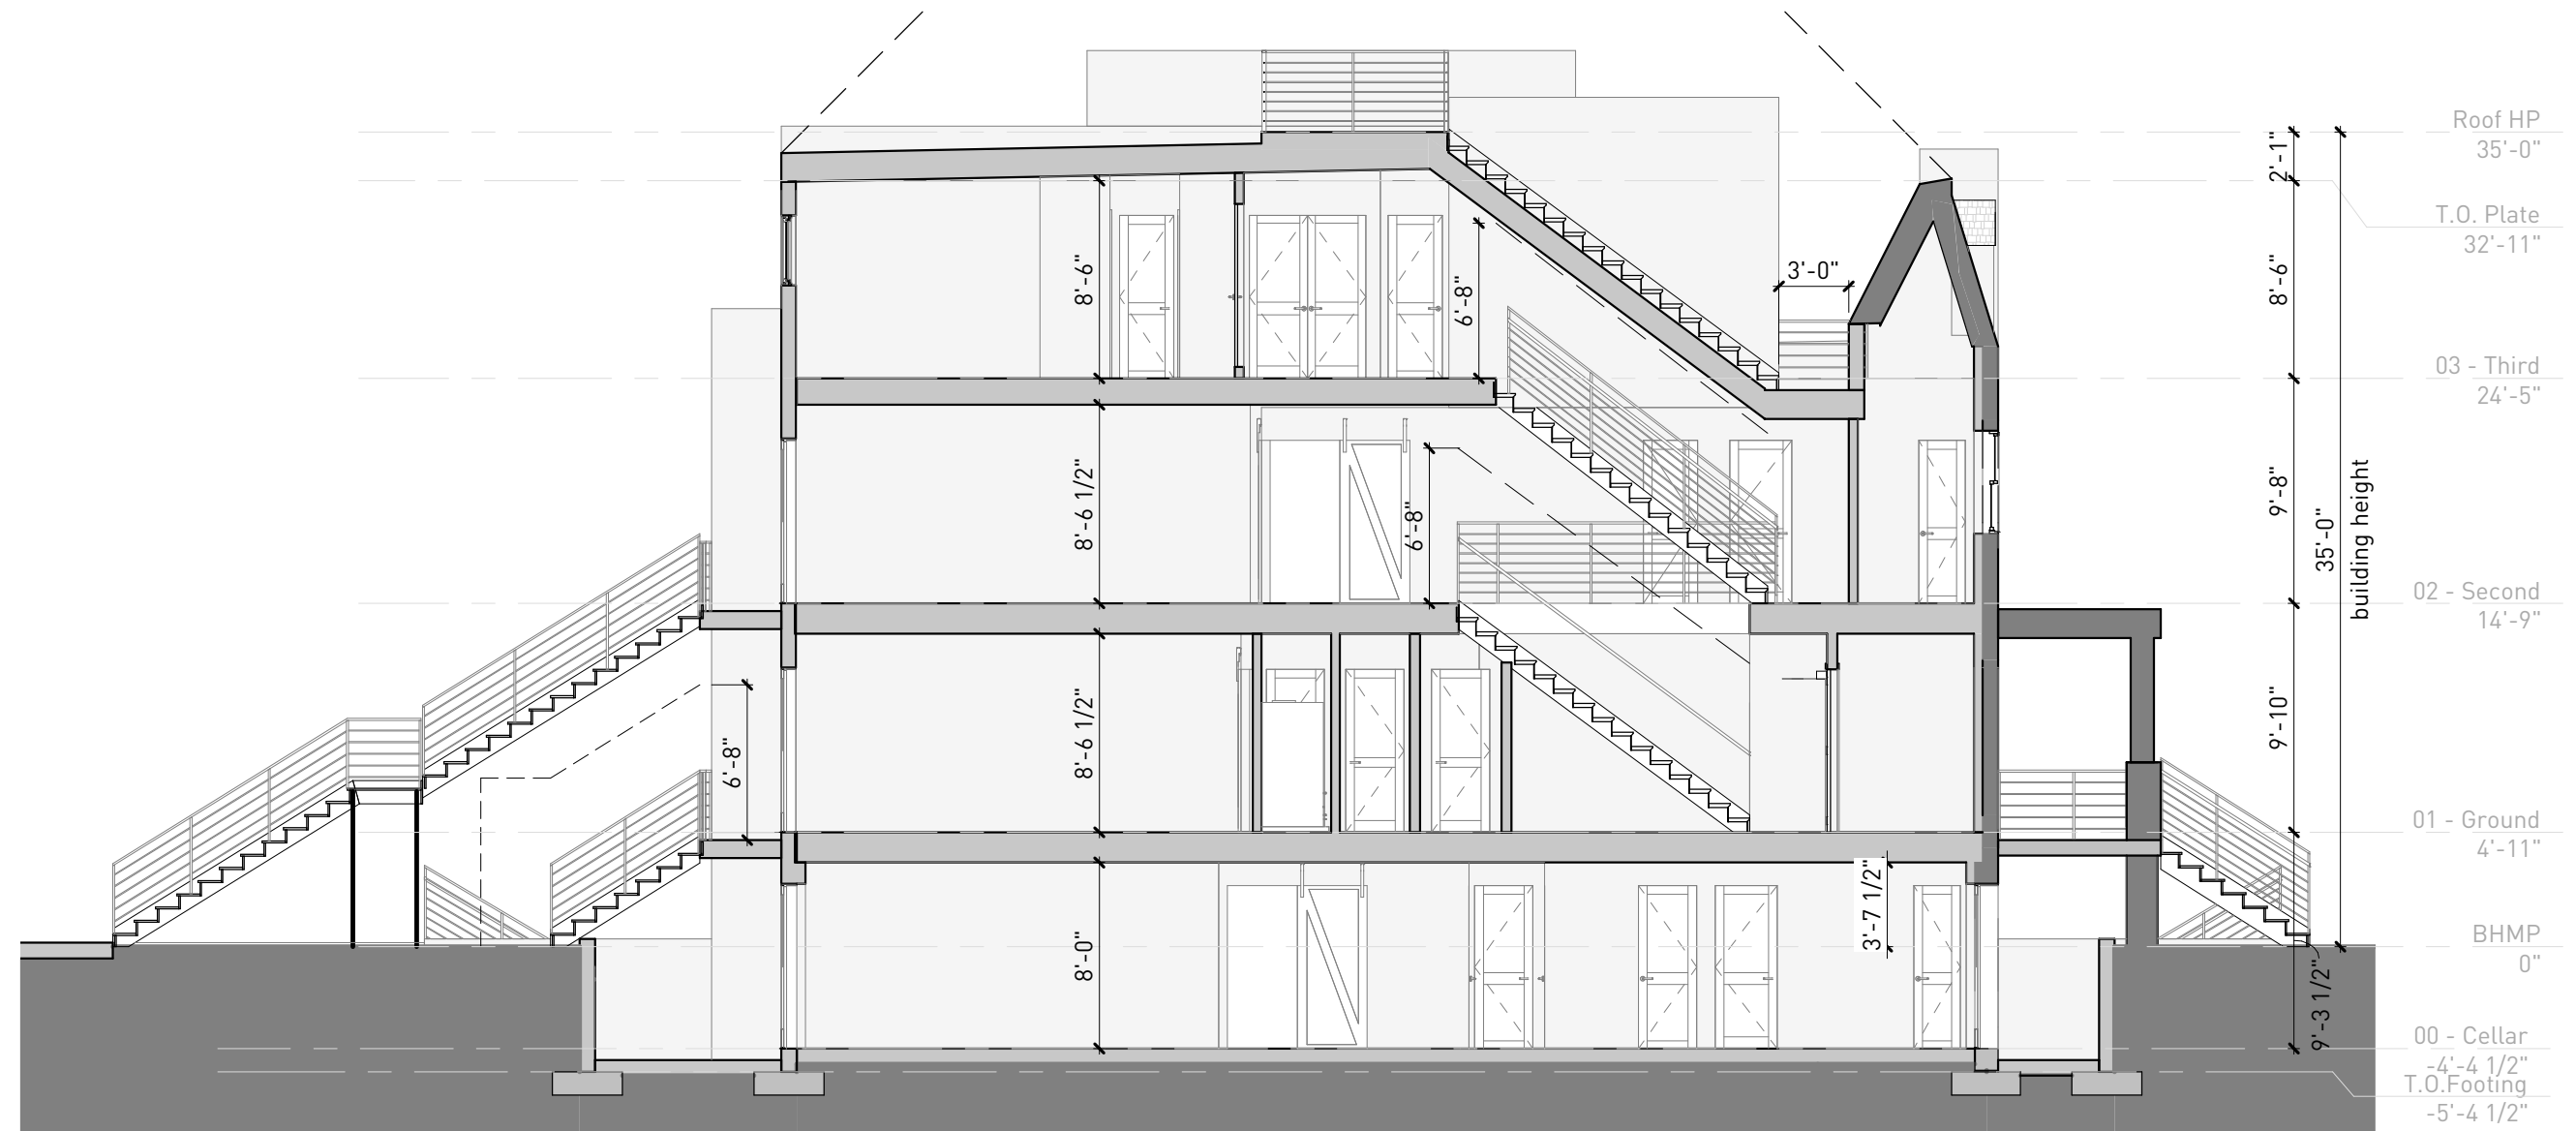 Roof HP
35'-0"
2'-1"
T.O. Plate
32'-11"
3'-0"
8'-6"
6'-8"
8'-6"
03 - Third
24'-5"
8'-6 1/2"
6'-8"
9'-8"
35'-0"
building height
02 - Second
14'-9"
6'-8"
8'-6 1/2"
9'-10"
01 - Ground
4'-11"
8'-0"
3'-7 1/2"
BHMP
0"
9'-3 1/2"
00 - Cellar
-4'-4 1/2"
T.O.Footing
-5'-4 1/2"